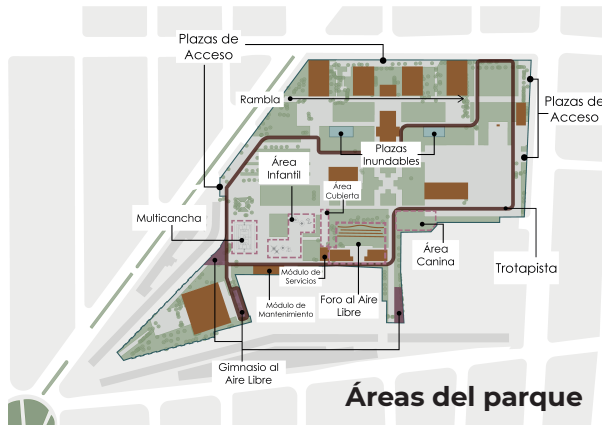 Plazas de
Acceso
Rambla
Plazas de
Acceso
Plazas
Inundables
Área
Infantil
Área
Cubierta
Multicancha
Área
Canina
Trotapista
Módulo de
Servicios
Módulo de
Mantenimiento
Foro al Aire
Libre
Gimnasio al
Aire Libre
Áreas del parque